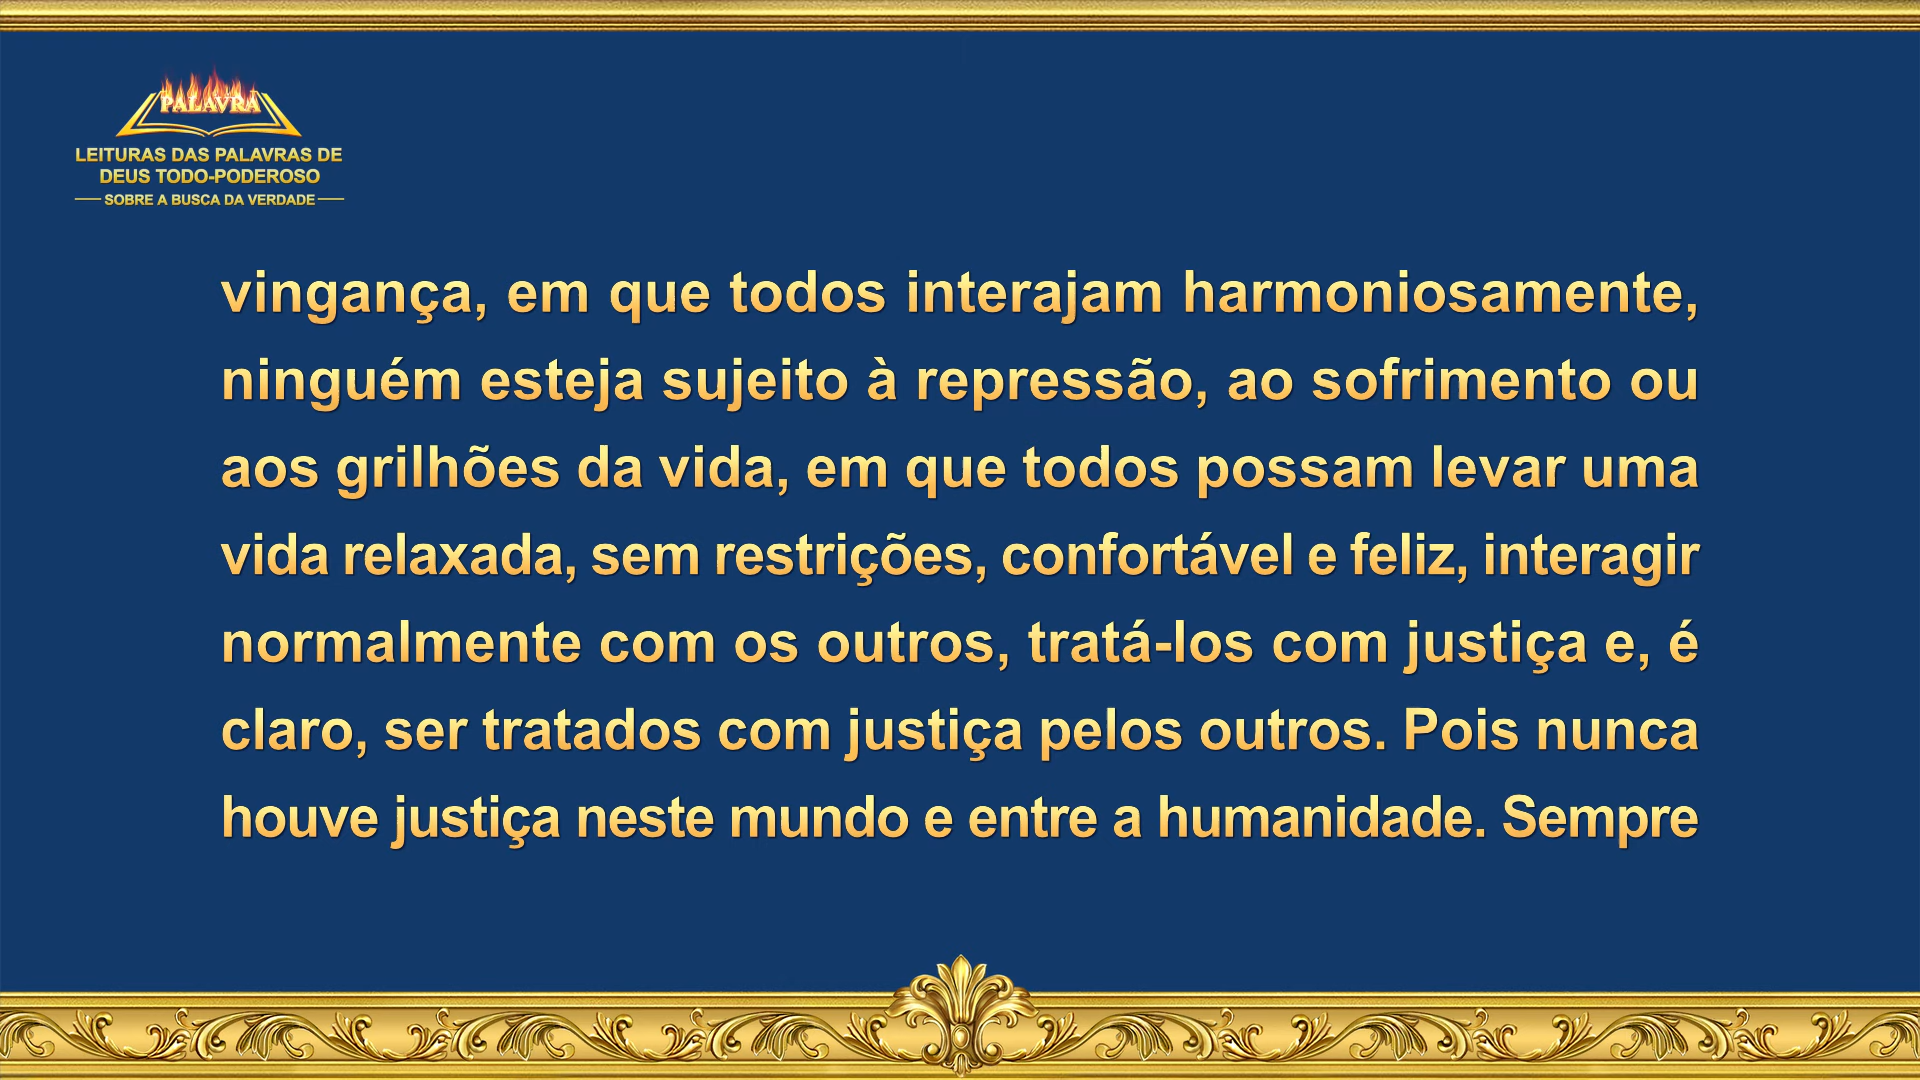 PALAVRA
LEITURAS DAS PALAVRAS DE
DEUS TODO-PODEROSO
SOBRE A BUSCA DA VERDADE
vingança, em que todos interajam harmoniosamente,
ninguém esteja sujeito à repressão, ao sofrimento ou
aos grilhões da vida, em que todos possam levar uma
vida relaxada, sem restrições, confortável e feliz, interagir
normalmente com os outros, tratá-los com justiça e, é
claro, ser tratados com justiça pelos outros. Pois nunca
houve justiça neste mundo e entre a humanidade. Sempre